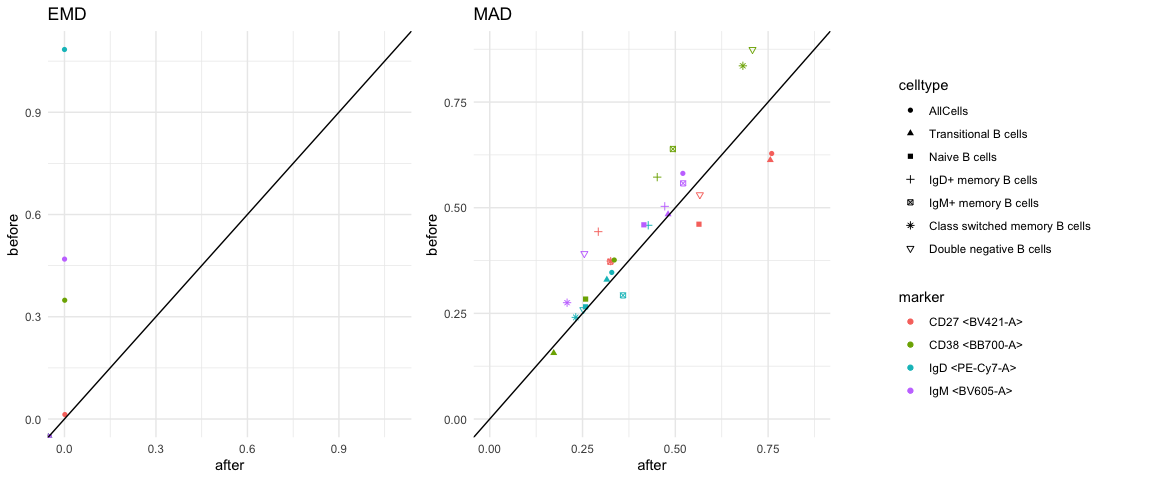 EMD
before
0.9
0.6
0.3
0.0
0.0
0.3
0.6
0.9
after
MAD
before
0.75
0.50
0.25
0.00
0.00
0.25
0.50
0.75
after
celltype
AllCells
Transitional B cells
Naive B cells
IgD+ memory B cells
IgM+ memory B cells
Class switched memory B cells
Double negative B cells
marker
CD27 <BV421-A>
CD38 <BB700-A>
IgD <PE-Cy7-A>
IgM <BV605-A>